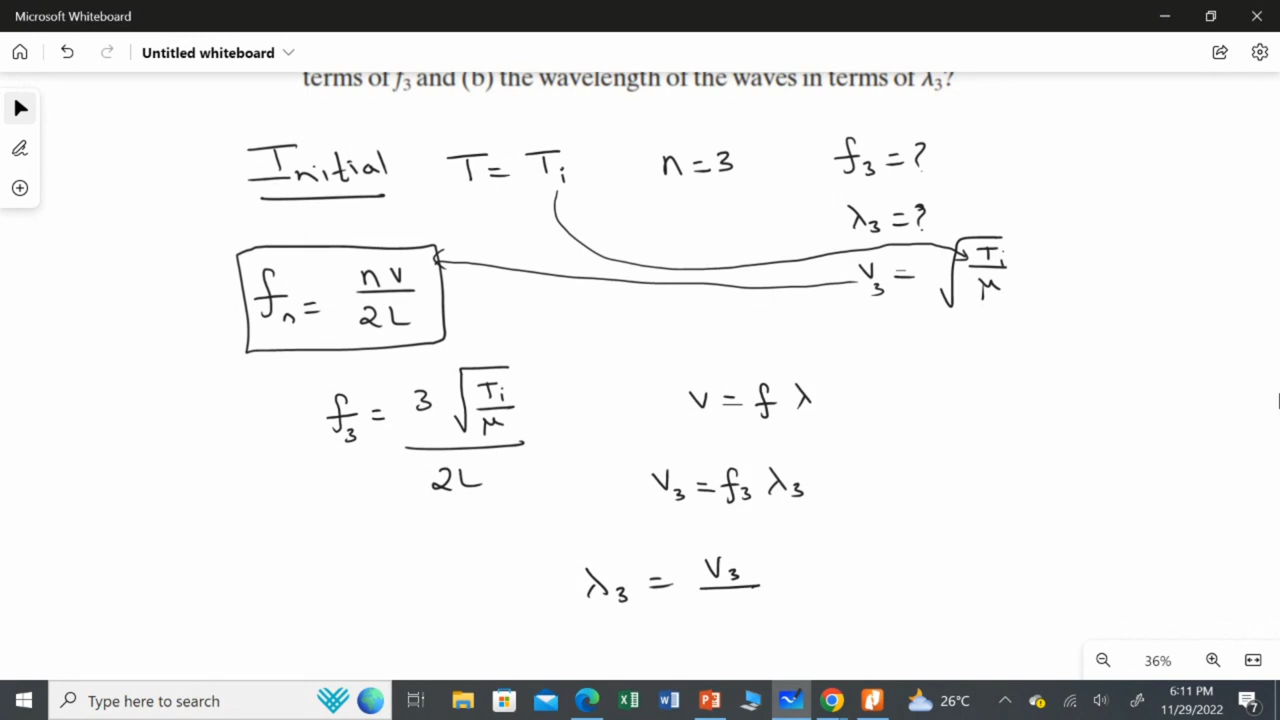 Microsoft Whiteboard
Untitled whiteboard
terms of f₃ and (b) the wavelength of the waves in terms of λ₃?
Initial T = Tᵢ n = 3 f₃ = ?
λ₃ = ?
v₃ = √(Tᵢ/μ)
fₙ = nv/2L
f₃ = 3√(Tᵢ/μ)/2L
v = f λ
v₃ = f₃ λ₃
λ₃ = v₃/
36%
Type here to search
26°C
6:11 PM
11/29/2022
7